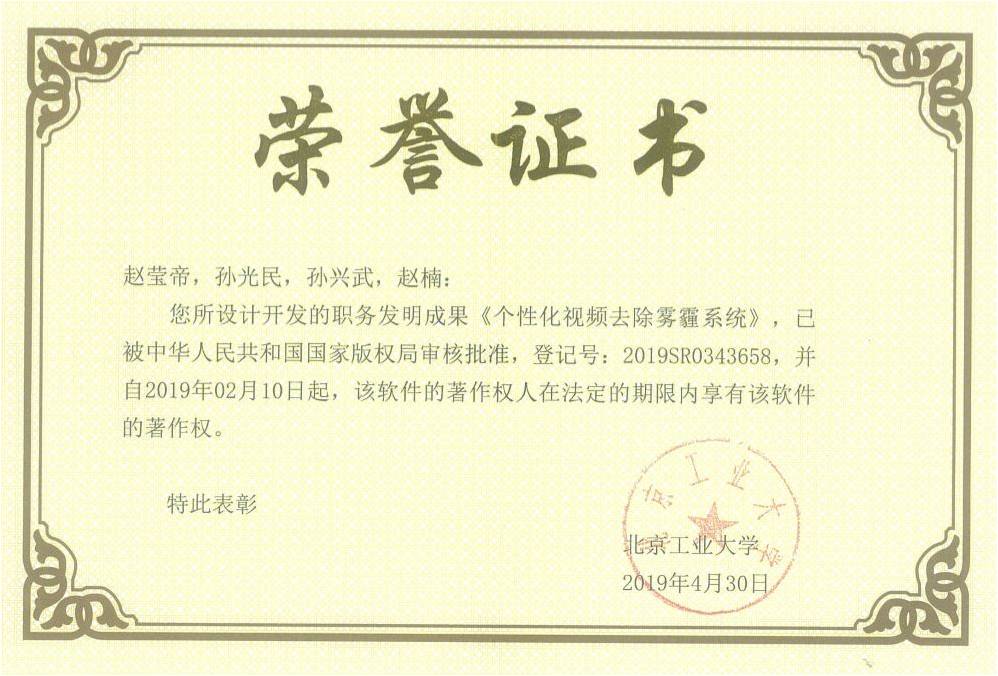 荣誉证书
赵莹帝，孙光民，孙兴武，赵楠：
您所设计开发的职务发明成果《个性化视频去除雾霾系统》，已
被中华人民共和国国家版权局审核批准，登记号：2019SR0343658，并
自2019年02月10日起，该软件的著作权人在法定的期限内享有该软件
的著作权。
特此表彰
北京工业大学
北京工业大学
2019年4月30日